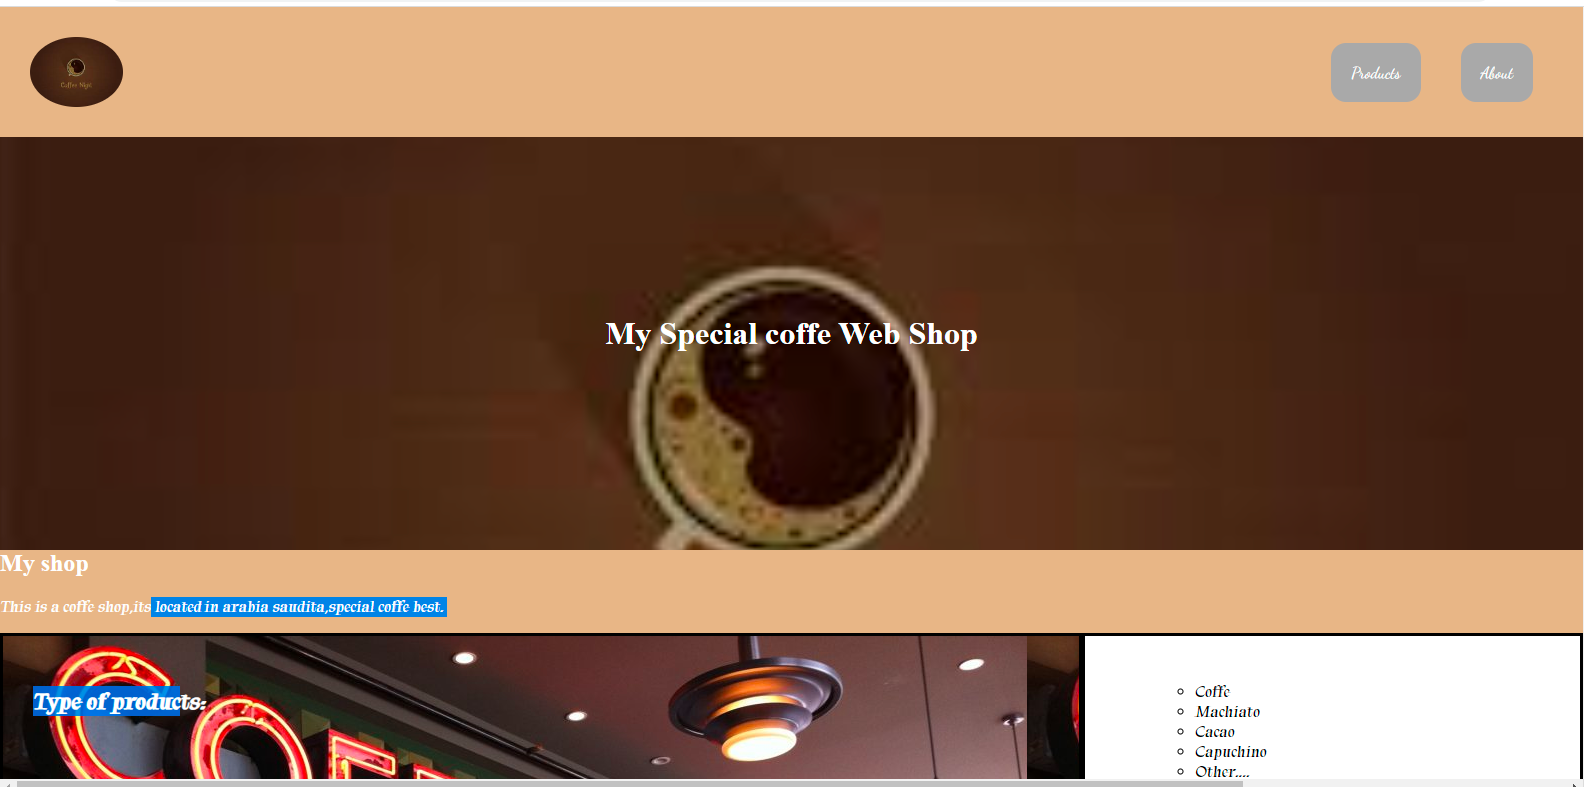 Coffee Night
Products
About
My Special coffe Web Shop
My shop
This is a coffe shop,its located in arabia saudita,special coffe best.
Type of products:
Coffe
Machiato
Cacao
Capuchino
Other....